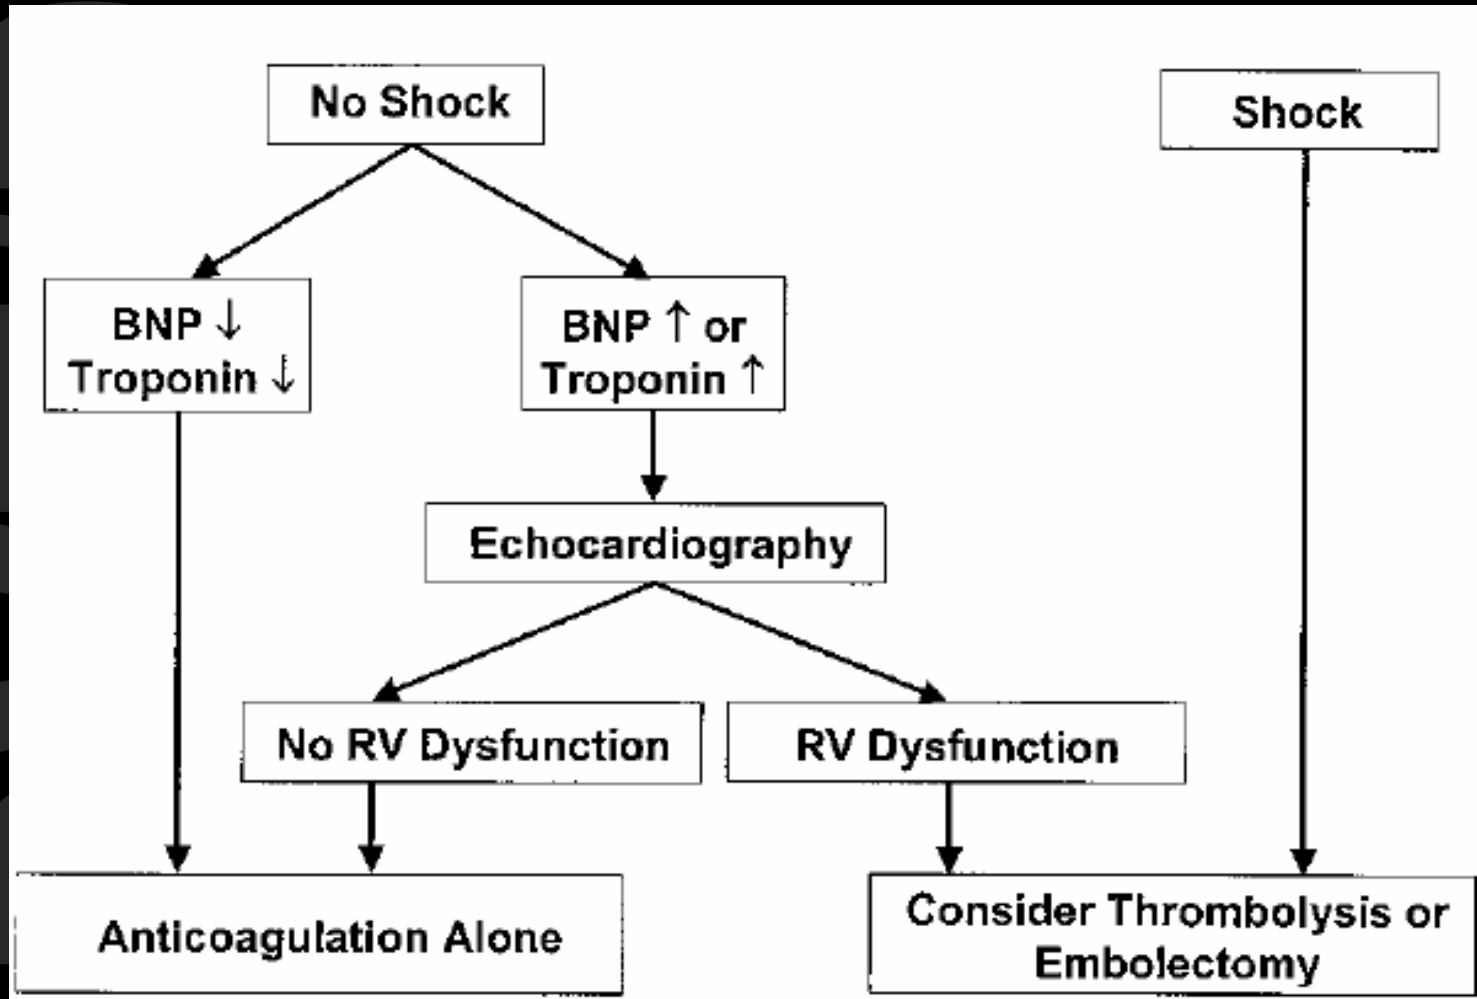 No Shock
Shock
BNP ↓
Troponin ↓
BNP ↑ or
Troponin ↑
Echocardiography
No RV Dysfunction
RV Dysfunction
Anticoagulation Alone
Consider Thrombolysis or
Embolectomy